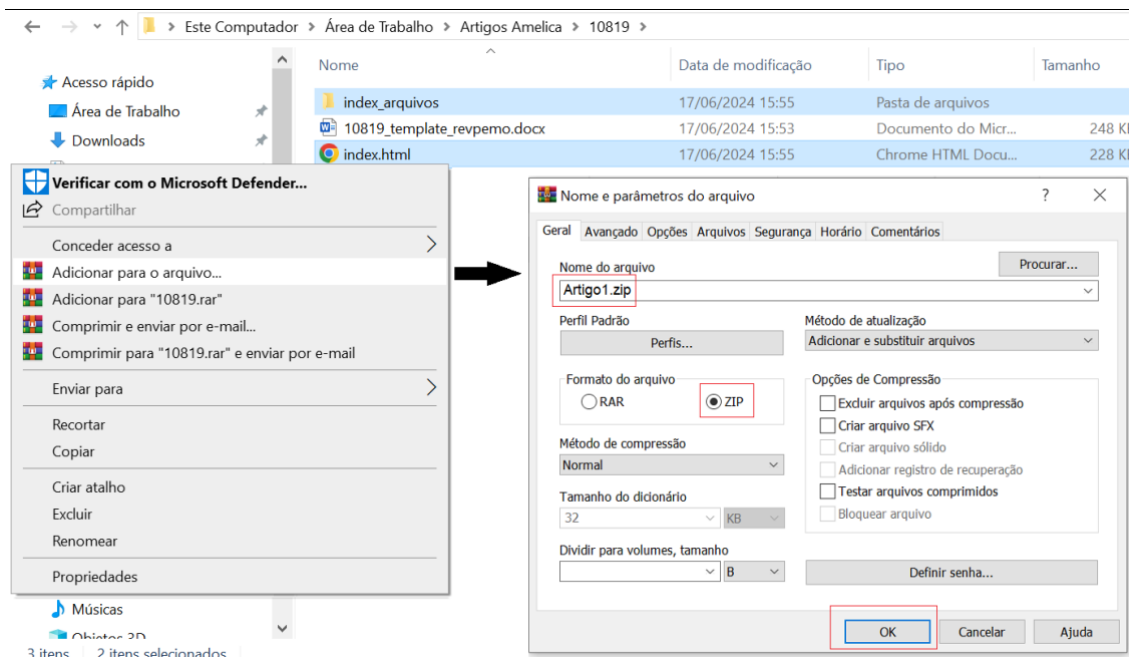 Este Computador > Área de Trabalho > Artigos Amelica > 10819 >
Nome Data de modificação Tipo Tamanho
Acesso rápido
Área de Trabalho
Downloads
index_arquivos 17/06/2024 15:55 Pasta de arquivos
10819_template_revpemo.docx 17/06/2024 15:53 Documento do Micr... 248 KB
index.html 17/06/2024 15:55 Chrome HTML Docu... 228 KB
Verificar com o Microsoft Defender...
Compartilhar
Conceder acesso a
Adicionar para o arquivo...
Adicionar para "10819.rar"
Comprimir e enviar por e-mail...
Comprimir para "10819.rar" e enviar por e-mail
Enviar para
Recortar
Copiar
Criar atalho
Excluir
Renomear
Propriedades
Músicas
Objetos 3D
3 itens 2 itens selecionados
Nome e parâmetros do arquivo ?
Geral Avançado Opções Arquivos Segurança Horário Comentários
Nome do arquivo
Procurar...
Artigo1.zip
Perfil Padrão
Perfis...
Método de atualização
Adicionar e substituir arquivos
Formato do arquivo
RAR ZIP
Método de compressão
Normal
Tamanho do dicionário
32 KB
Dividir para volumes, tamanho
B
Opções de Compressão
Excluir arquivos após compressão
Criar arquivo SFX
Criar arquivo sólido
Adicionar registro de recuperação
Testar arquivos comprimidos
Bloquear arquivo
Definir senha...
OK Cancelar Ajuda